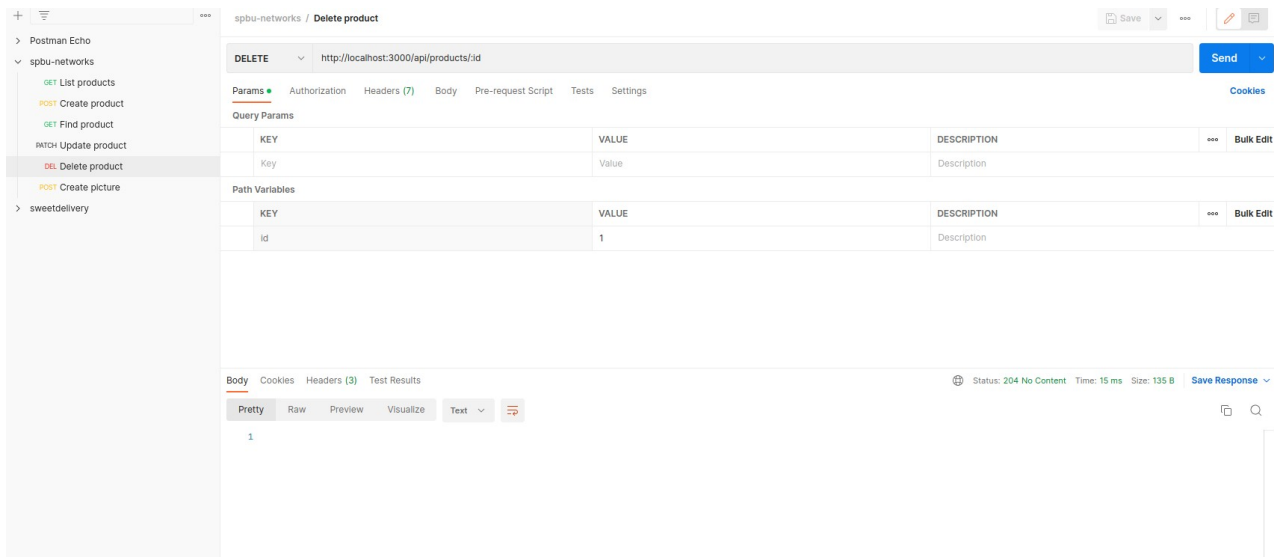 spbu-networks / Delete product
Save
Postman Echo
spbu-networks
GET List products
POST Create product
GET Find product
PATCH Update product
DEL Delete product
POST Create picture
sweetdelivery
DELETE http://localhost:3000/api/products/:id Send
Params Authorization Headers (7) Body Pre-request Script Tests Settings Cookies
Query Params
KEY VALUE DESCRIPTION Bulk Edit
Key Value Description
Path Variables
KEY VALUE DESCRIPTION Bulk Edit
id 1 Description
Body Cookies Headers (3) Test Results Status: 204 No Content Time: 15 ms Size: 135 B Save Response
Pretty Raw Preview Visualize Text
1